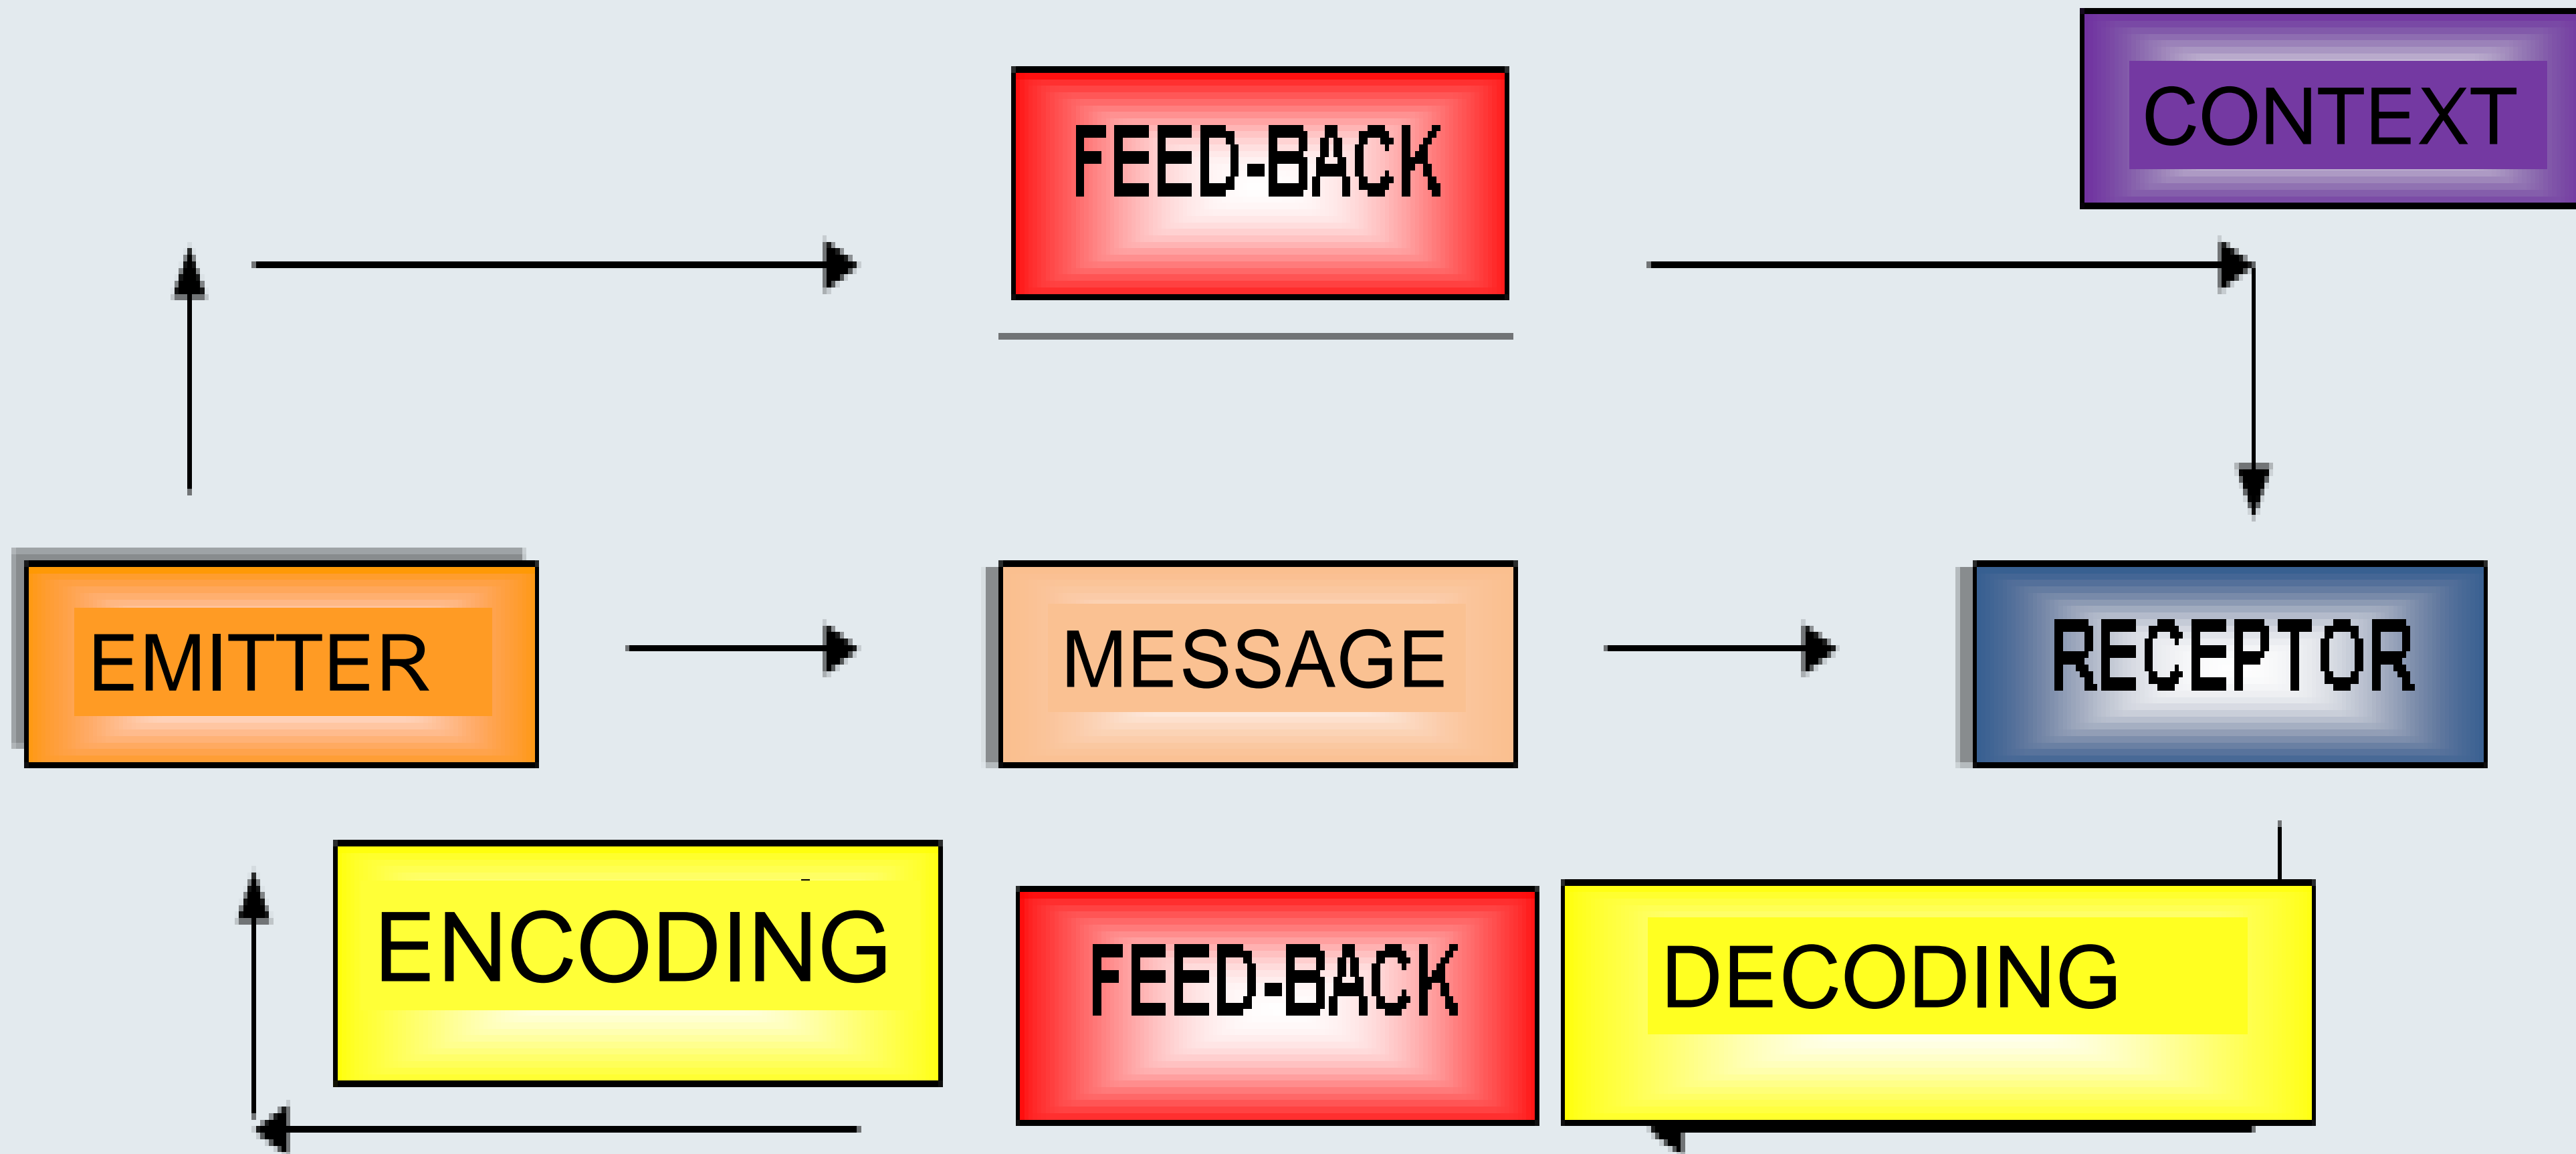 CONTEXT
FEED-BACK
EMITTER
MESSAGE
RECEPTOR
ENCODING
FEED-BACK
DECODING